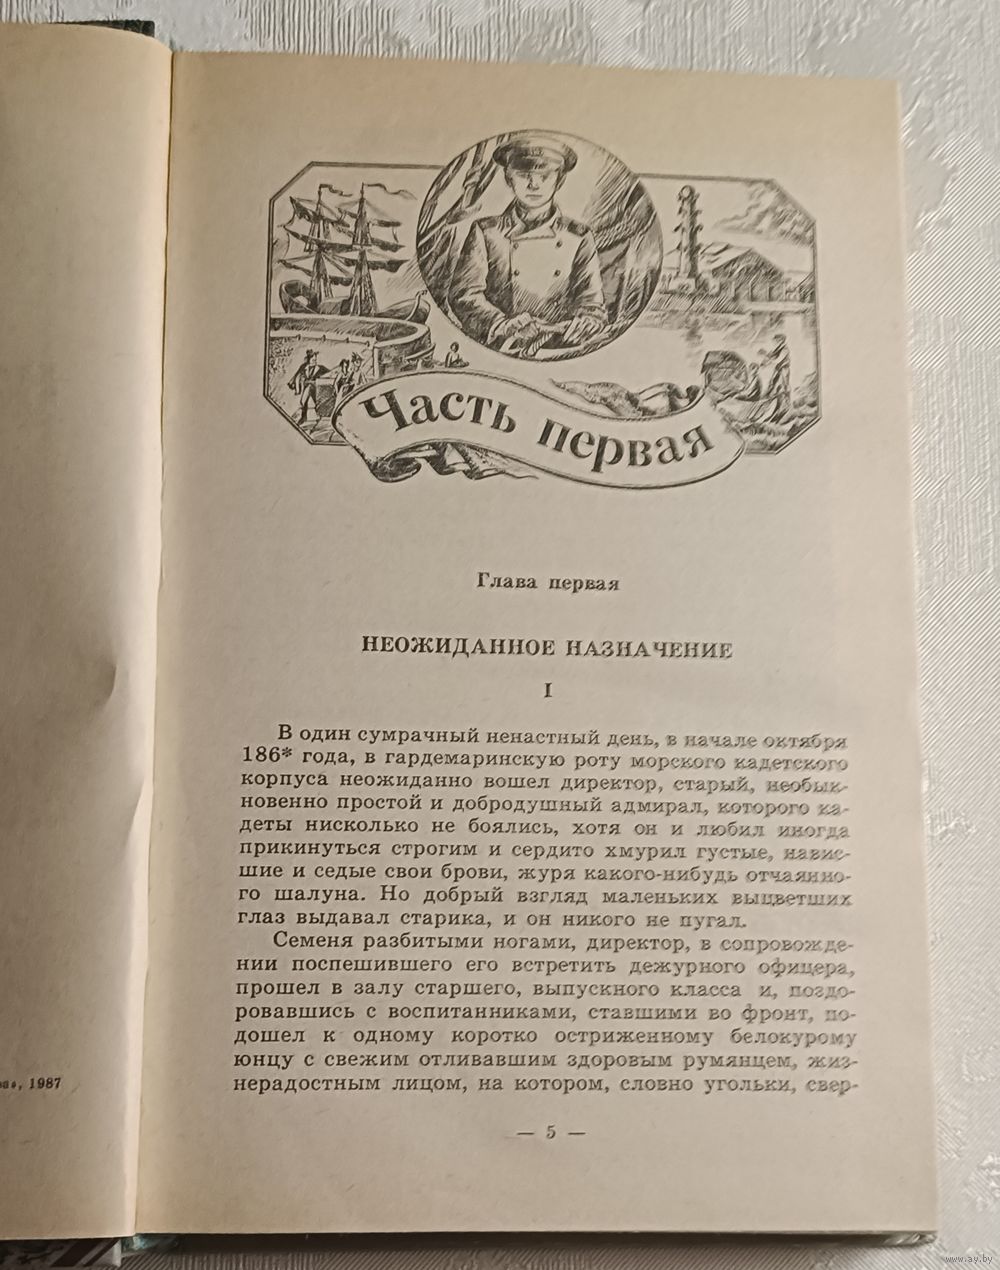 Часть первая
Глава первая
НЕОЖИДАННОЕ НАЗНАЧЕНИЕ
I
В один сумрачный ненастный день, в начале октября
186* года, в гардемаринскую роту морского кадетского
корпуса неожиданно вошел директор, старый, необык-
новенно простой и добродушный адмирал, которого ка-
деты нисколько не боялись, хотя он и любил иногда
прикинуться строгим и сердито хмурил густые, навис-
шие и седые свои брови, журя какого-нибудь отчаянно-
го шалуна. Но добрый взгляд маленьких выцветших
глаз выдавал старика, и он никого не пугал.
Семеня разбитыми ногами, директор, в сопровожде-
нии поспешившего его встретить дежурного офицера,
прошел в залу старшего, выпускного класса и, поздо-
ровавшись с воспитанниками, ставшими во фронт, по-
дошел к одному коротко остриженному белокурому
юнцу с свежим отливавшим здоровым румянцем, жиз-
нерадостным лицом, на котором, словно угольки, свер-
— 5 —
1987
www.ay.by